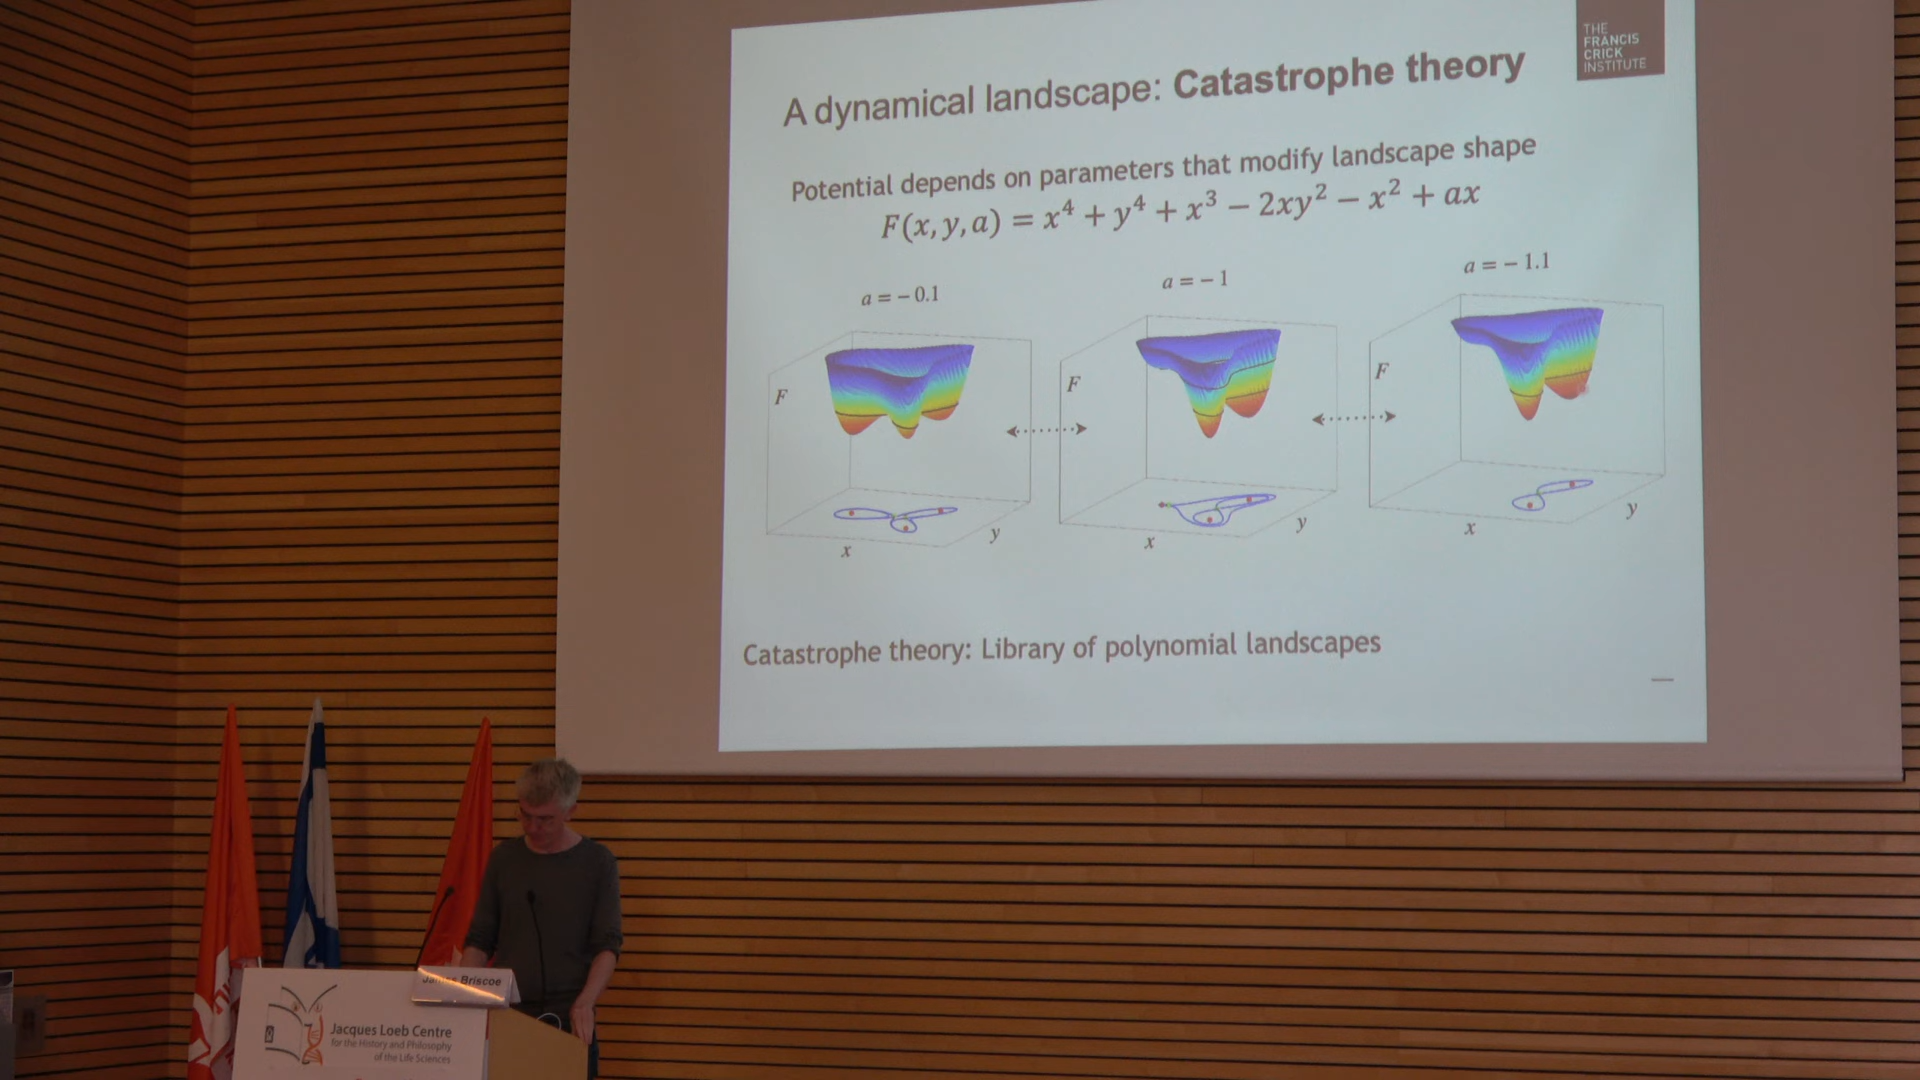 THE
FRANCIS
CRICK
INSTITUTE
A dynamical landscape: Catastrophe theory
Potential depends on parameters that modify landscape shape
F(x, y, a) = x⁴ + y⁴ + x³ − 2xy² − x² + ax
a = − 0.1
a = − 1
a = − 1.1
F
F
F
x
y
x
y
x
y
Catastrophe theory: Library of polynomial landscapes
James Briscoe
Jacques Loeb Centre
for the History and Philosophy
of the Life Sciences